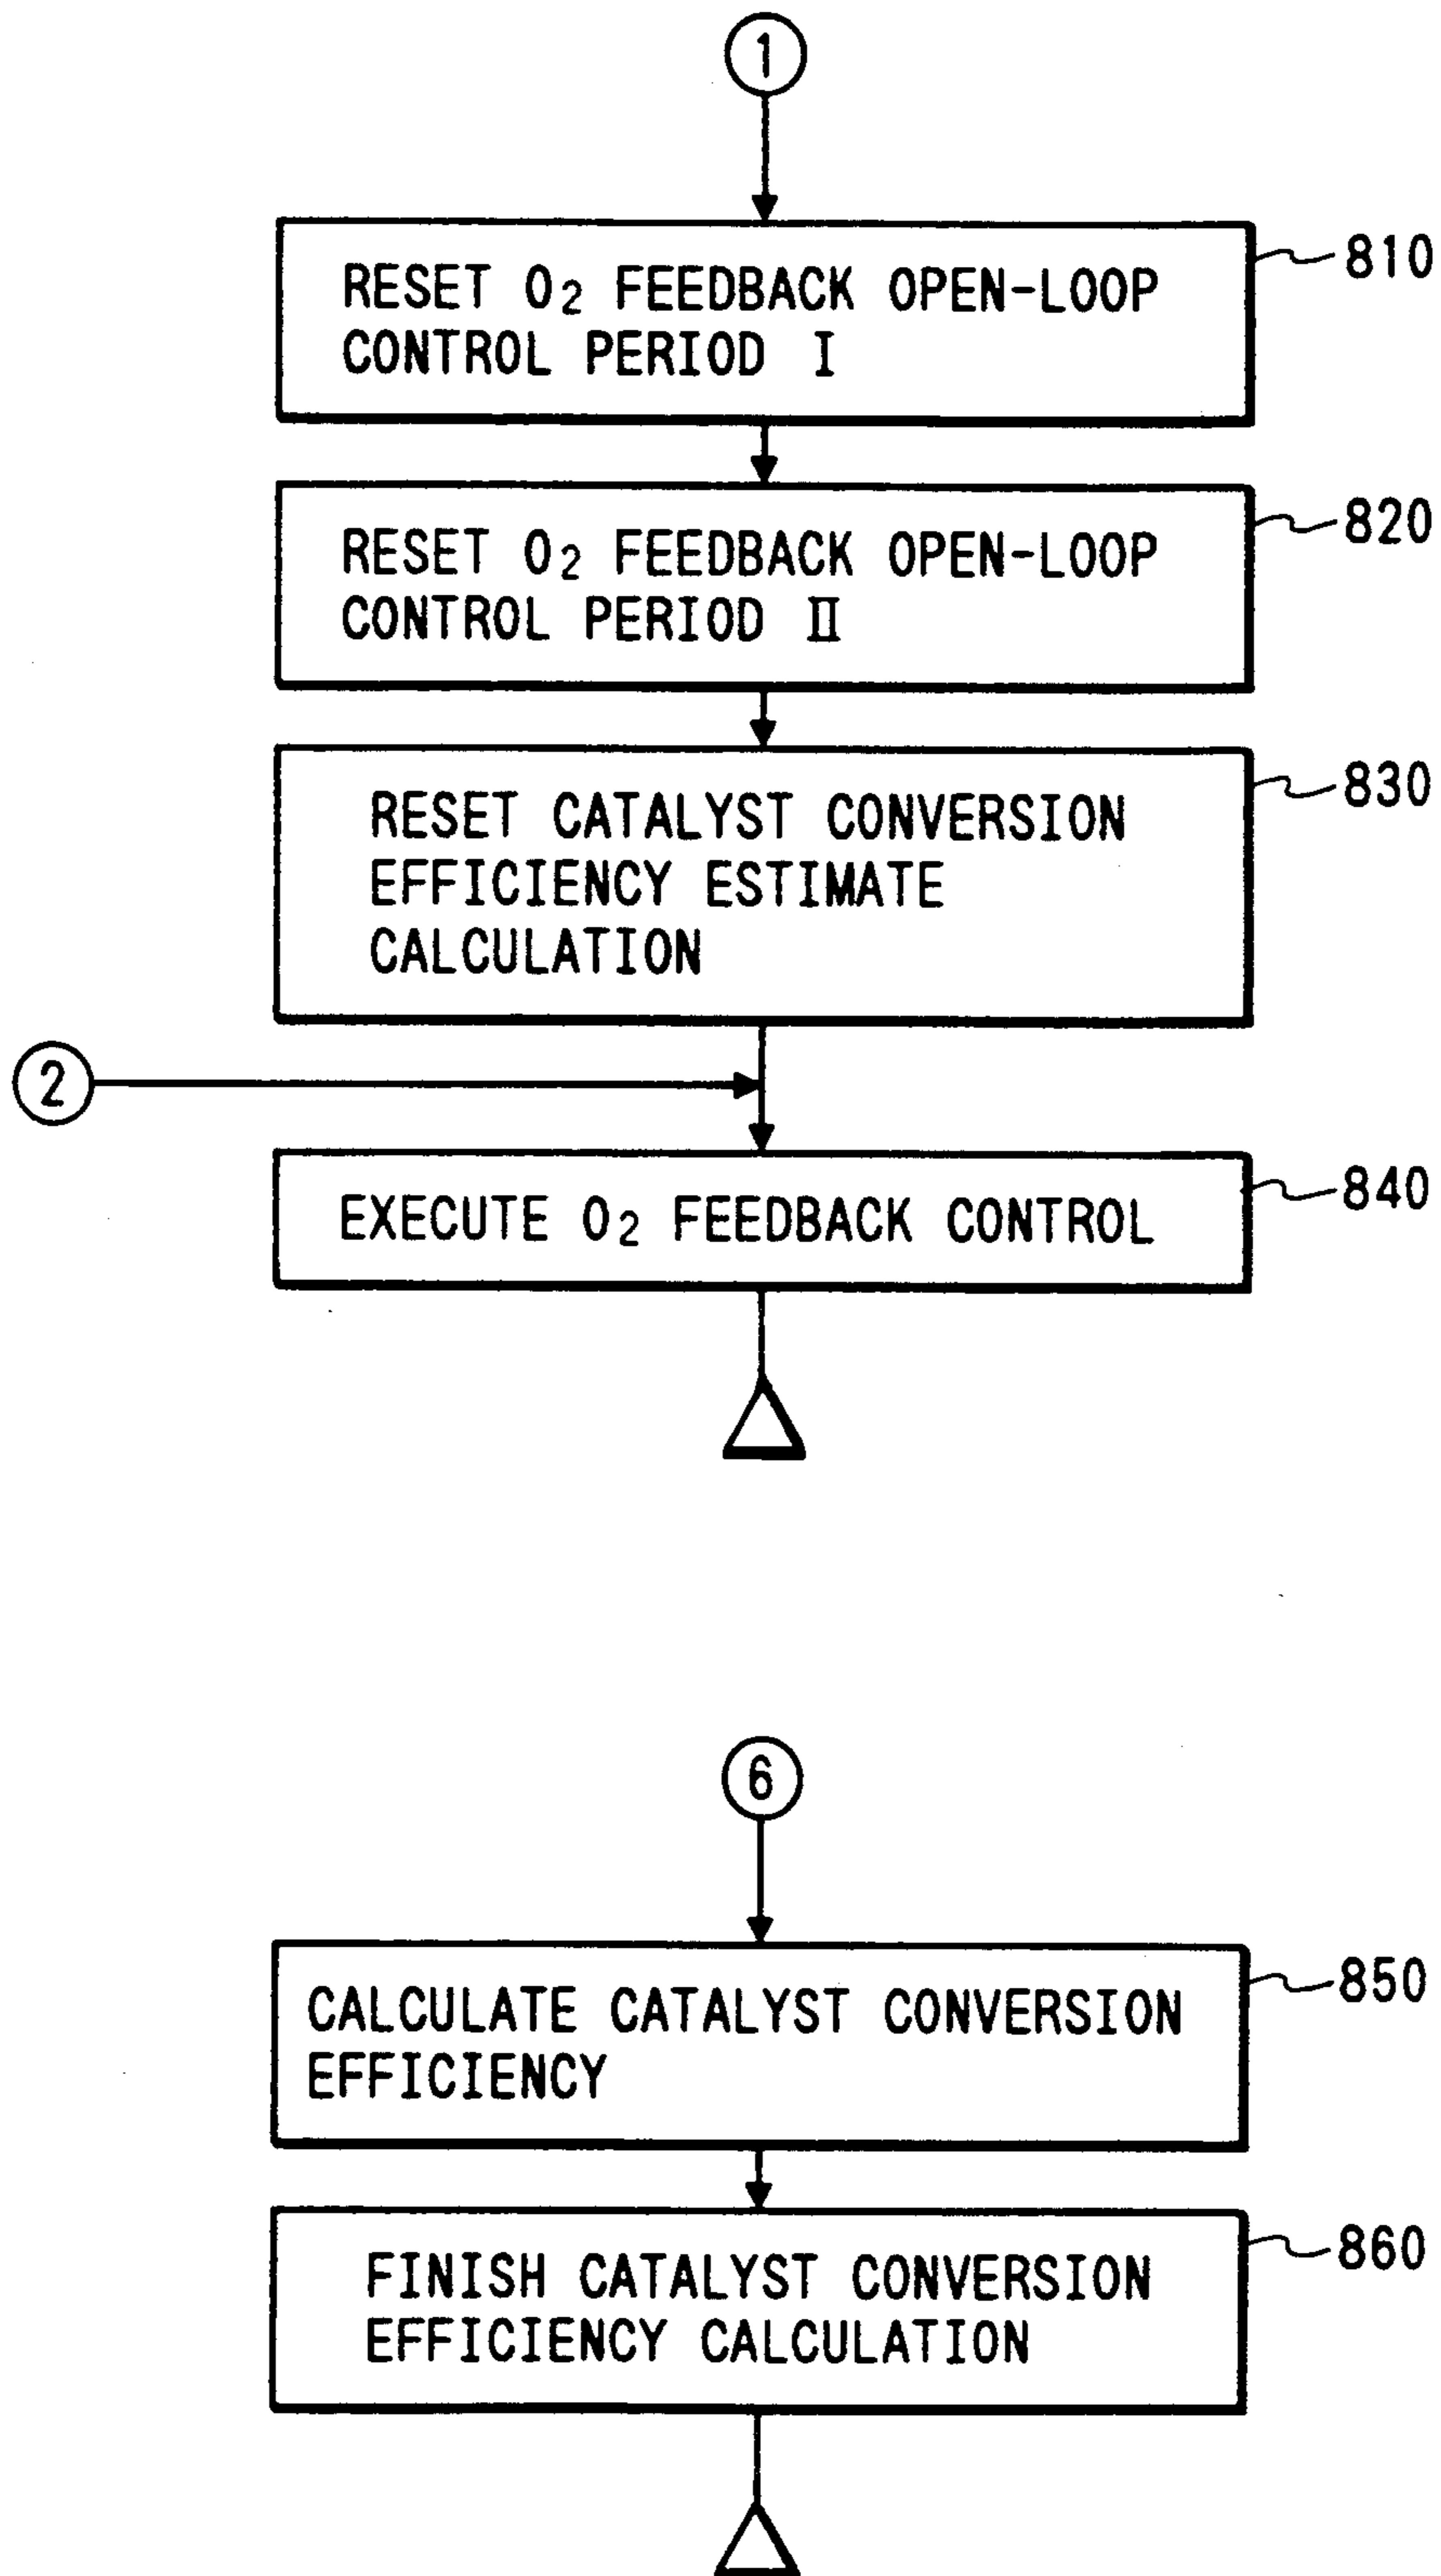 1
RESET O₂ FEEDBACK OPEN-LOOP
CONTROL PERIOD I
810
RESET O₂ FEEDBACK OPEN-LOOP
CONTROL PERIOD II
820
RESET CATALYST CONVERSION
EFFICIENCY ESTIMATE
CALCULATION
830
2
EXECUTE O₂ FEEDBACK CONTROL
840
6
CALCULATE CATALYST CONVERSION
EFFICIENCY
850
FINISH CATALYST CONVERSION
EFFICIENCY CALCULATION
860